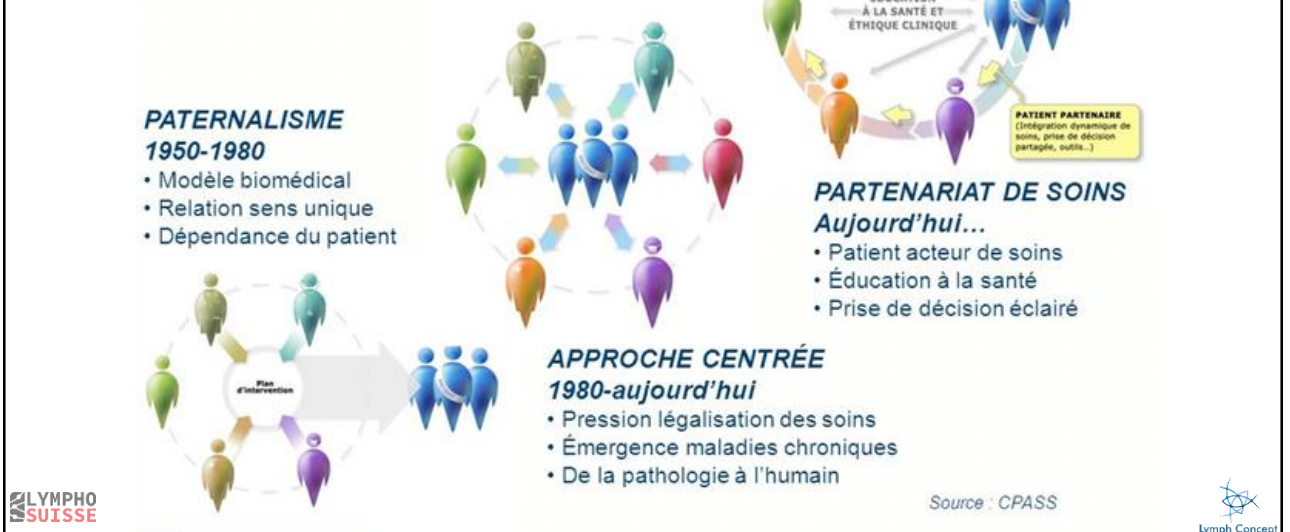 À LA SANTÉ ET
ÉTHIQUE CLINIQUE
PATIENT PARTENAIRE
(Intégration dynamique de
soins, prise de décision
partagée, outils...)
PATERNALISME
1950-1980
• Modèle biomédical
• Relation sens unique
• Dépendance du patient
PARTENARIAT DE SOINS
Aujourd'hui...
• Patient acteur de soins
• Éducation à la santé
• Prise de décision éclairé
Plan
d'intervention
APPROCHE CENTRÉE
1980-aujourd'hui
• Pression légalisation des soins
• Émergence maladies chroniques
• De la pathologie à l'humain
Source : CPASS
LYMPHO
SUISSE
Lymph Concept